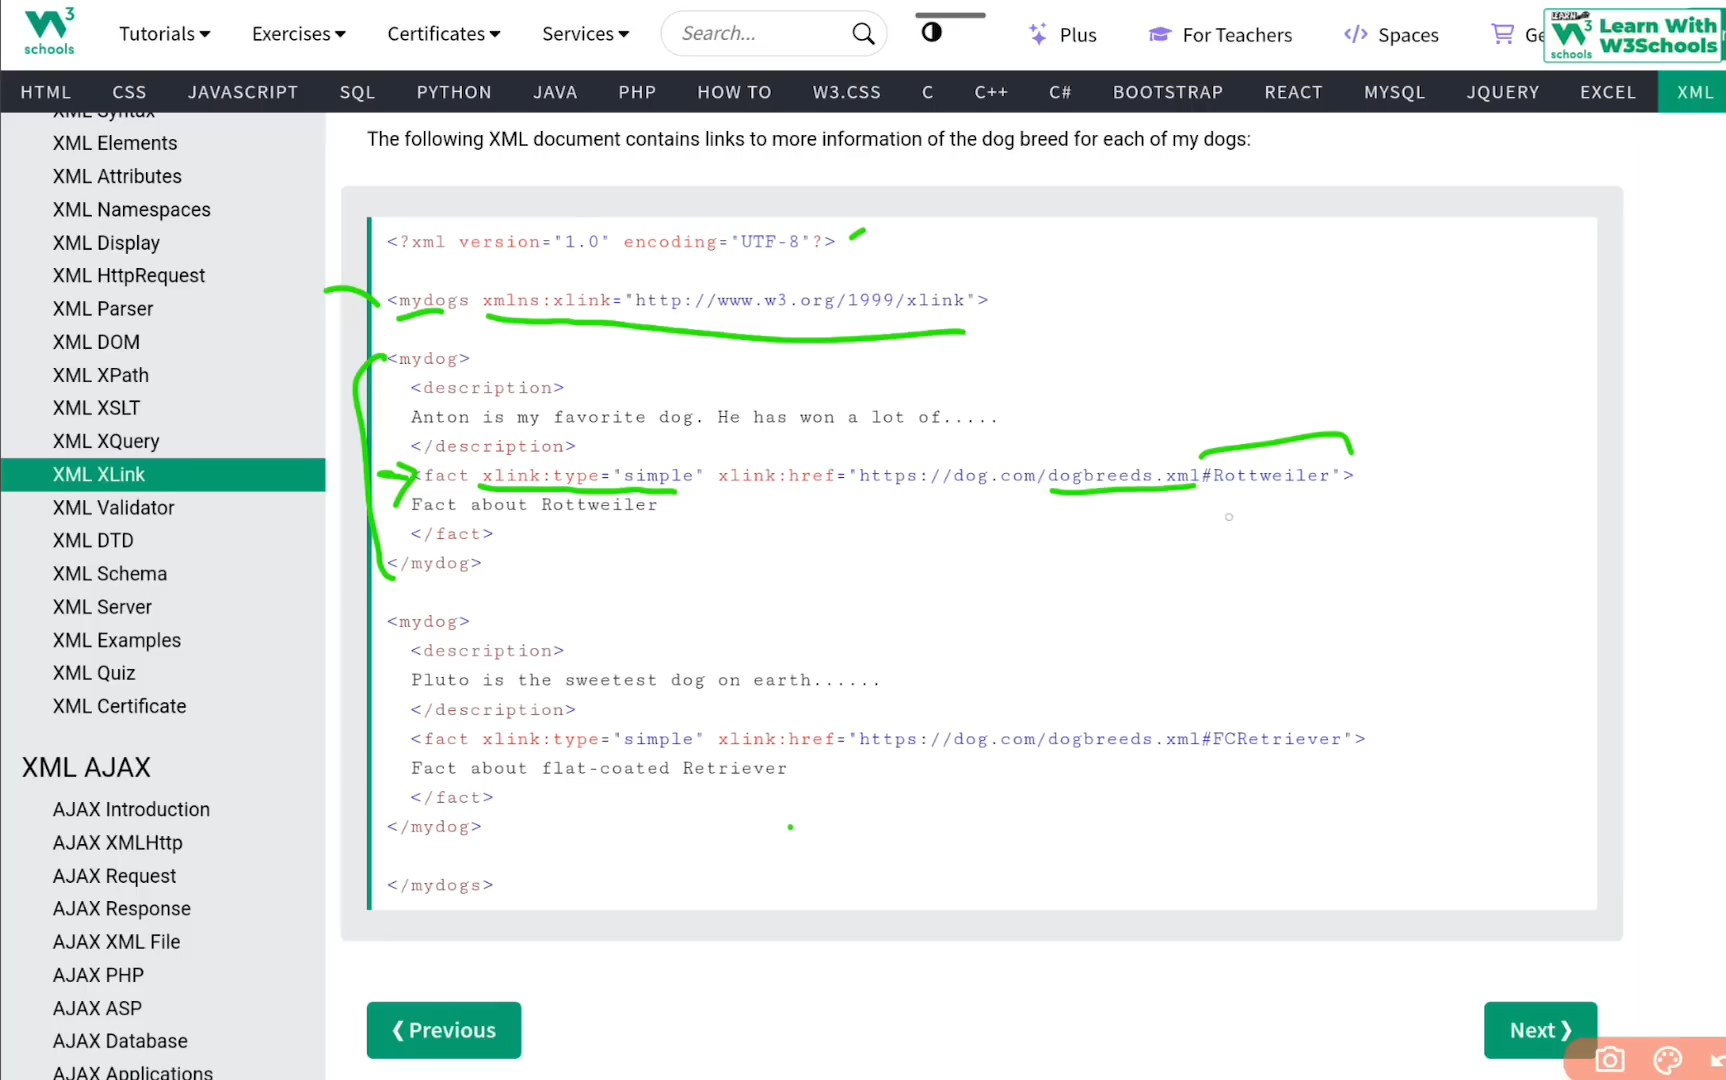 W3 schools
Tutorials Exercises Certificates Services Search... Plus For Teachers Spaces Ge
LEARN W3 schools Learn With W3Schools
HTML CSS JAVASCRIPT SQL PYTHON JAVA PHP HOW TO W3.CSS C C++ C# BOOTSTRAP REACT MYSQL JQUERY EXCEL XML
XML Syntax
XML Elements
XML Attributes
XML Namespaces
XML Display
XML HttpRequest
XML Parser
XML DOM
XML XPath
XML XSLT
XML XQuery
XML XLink
XML Validator
XML DTD
XML Schema
XML Server
XML Examples
XML Quiz
XML Certificate
XML AJAX
AJAX Introduction
AJAX XMLHttp
AJAX Request
AJAX Response
AJAX XML File
AJAX PHP
AJAX ASP
AJAX Database
AJAX Applications
The following XML document contains links to more information of the dog breed for each of my dogs:
<?xml version="1.0" encoding="UTF-8"?>
<mydogs xmlns:xlink="http://www.w3.org/1999/xlink">
<mydog>
<description>
Anton is my favorite dog. He has won a lot of.....
</description>
<fact xlink:type="simple" xlink:href="https://dog.com/dogbreeds.xml#Rottweiler">
Fact about Rottweiler
</fact>
</mydog>
<mydog>
<description>
Pluto is the sweetest dog on earth......
</description>
<fact xlink:type="simple" xlink:href="https://dog.com/dogbreeds.xml#FCRetriever">
Fact about flat-coated Retriever
</fact>
</mydog>
</mydogs>
❮ Previous
Next ❯